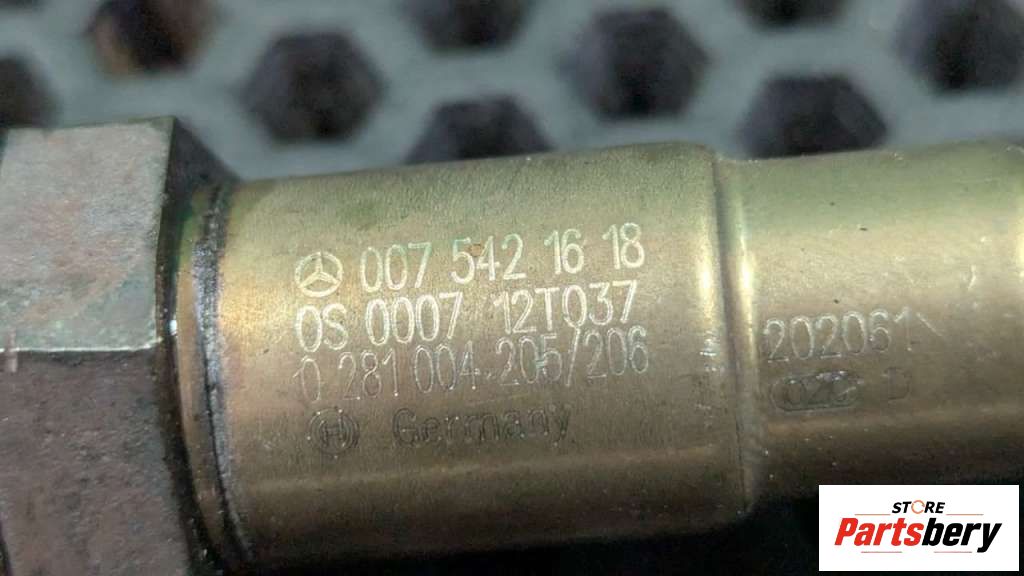 007 542 16 18
0S 0007 12T037
0 281 004 205/206
Germany
202061
STORE
Partsbery